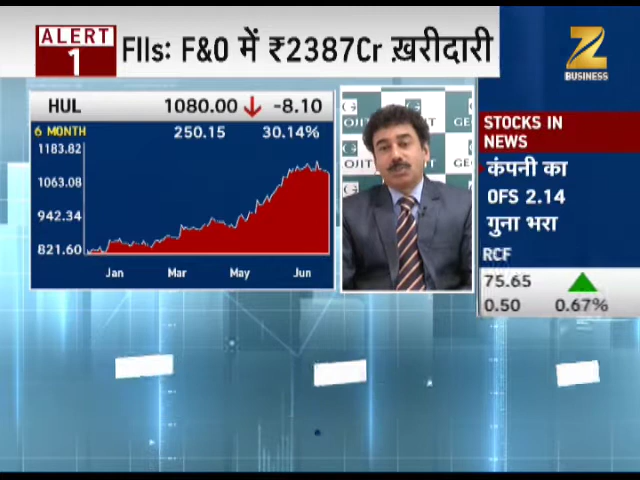 ALERT
1
FIIs: F&O में ₹2387Cr ख़रीदारी
Z
BUSINESS
HUL 1080.00 -8.10
6 MONTH 250.15 30.14%
1183.82
1063.08
942.34
821.60
Jan Mar May Jun
G
OJIT
GEOJIT
STOCKS IN
NEWS
कंपनी का
OFS 2.14
गुना भरा
RCF
75.65
0.50 0.67%